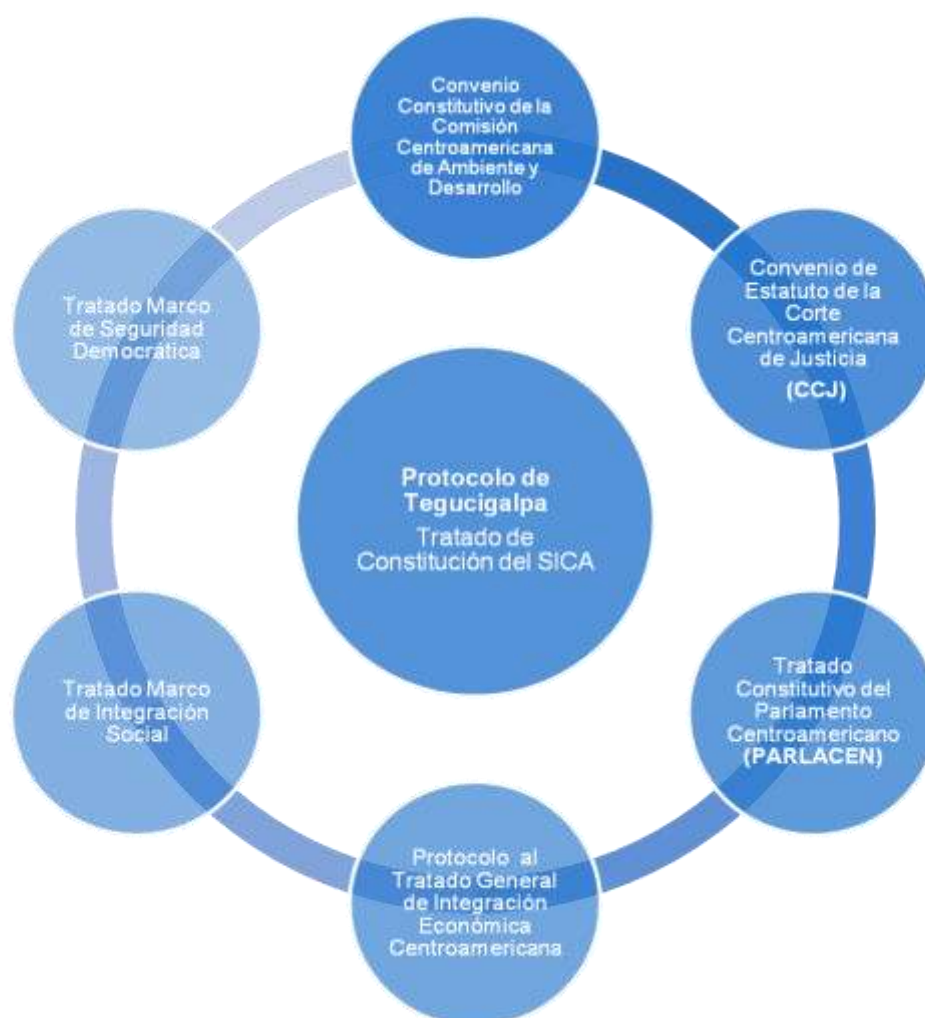 Convenio
Constitutivo de la
Comisión
Centroamericana
de Ambiente y
Desarrollo
Convenio de
Estatuto de la
Corte
Centroamericana
de Justicia
(CCJ)
Tratado
Constitutivo del
Parlamento
Centroamericano
(PARLACEN)
Protocolo al
Tratado General
de Integración
Económica
Centroamericana
Tratado Marco
de Integración
Social
Tratado Marco
de Seguridad
Democrática
Protocolo de
Tegucigalpa
Tratado de
Constitución del SICA